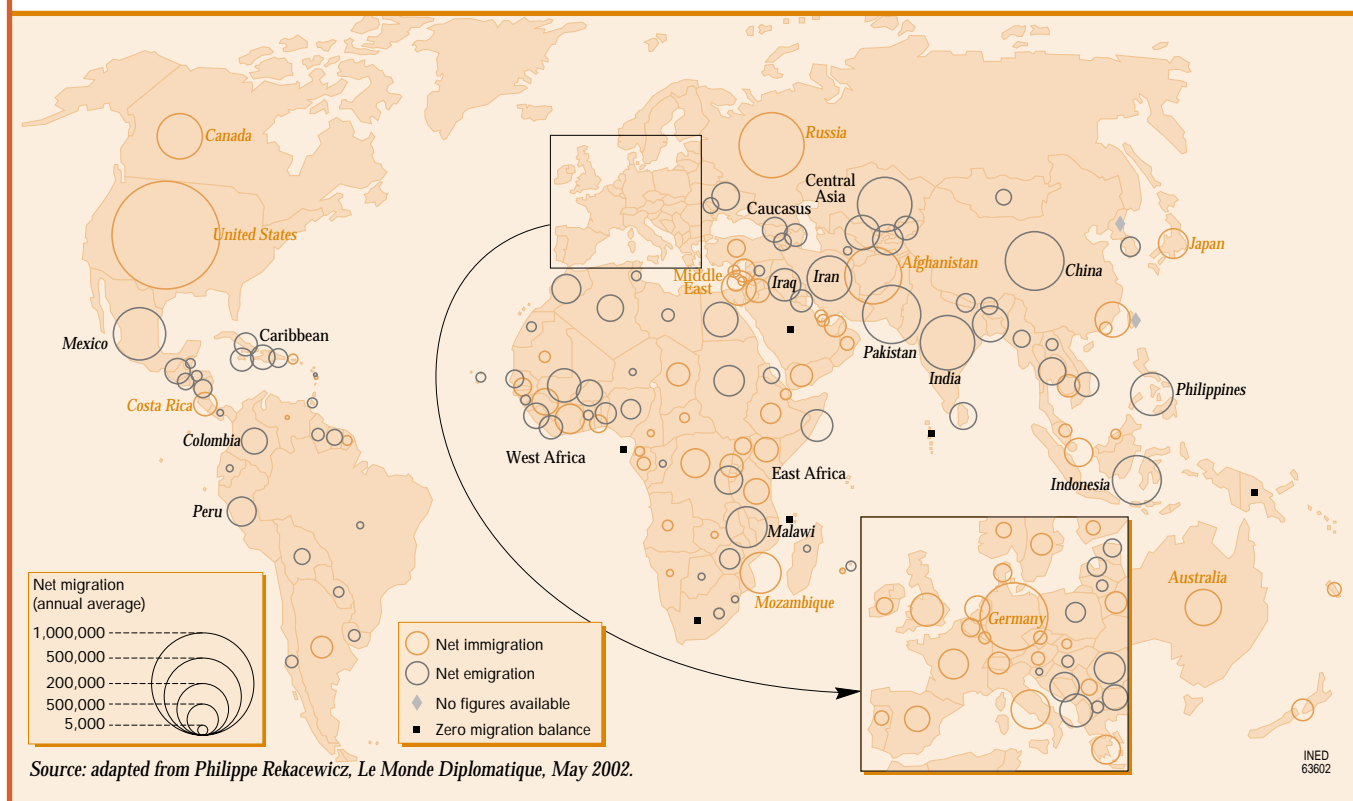 Canada
Russia
Central
Asia
Caucasus
United States
Japan
Afghanistan
Middle
East
Iraq
Iran
China
Mexico
Caribbean
Pakistan
India
Philippines
Costa Rica
Colombia
West Africa
East Africa
Indonesia
Peru
Malawi
Mozambique
Australia
Germany
Net migration
(annual average)
1,000,000
500,000
200,000
500,000
5,000
Net immigration
Net emigration
No figures available
Zero migration balance
Source: adapted from Philippe Rekacewicz, Le Monde Diplomatique, May 2002.
INED
63602